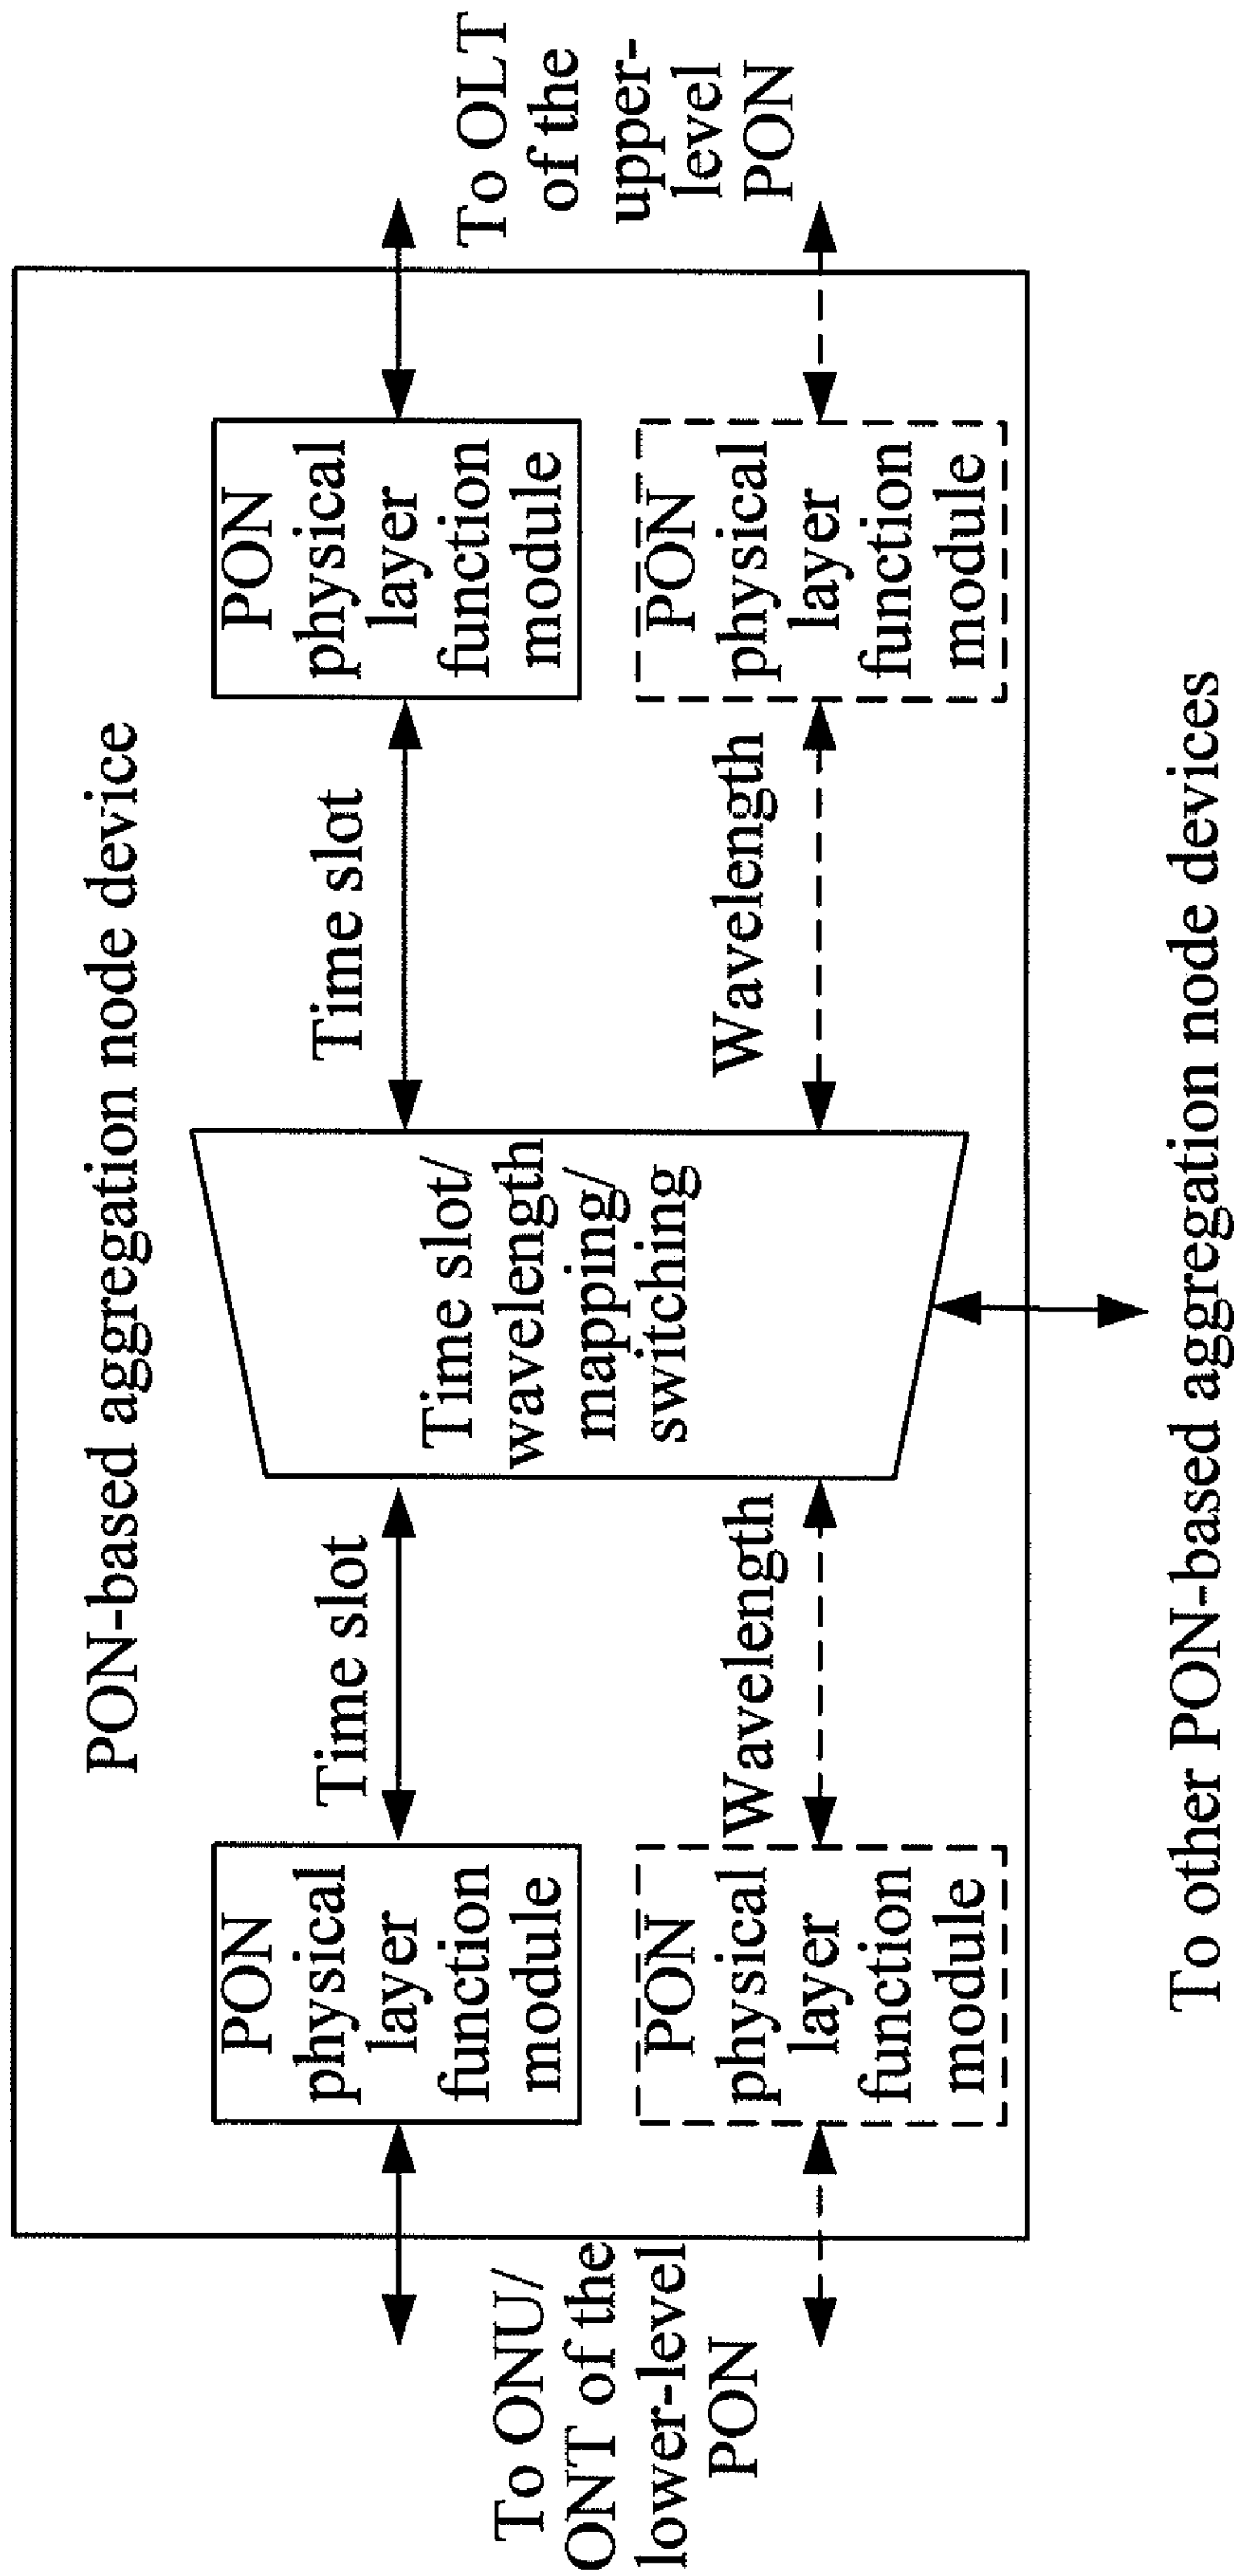 PON-based aggregation node device
PON
physical
layer
function
module
Time slot
Time slot
PON
physical
layer
function
module
To ONU/
ONT of the
lower-level
PON
Time slot/
wavelength
mapping/
switching
To OLT
of the
upper-
level
PON
PON
physical
layer
function
module
Wavelength
Wavelength
PON
physical
layer
function
module
To other PON-based aggregation node devices